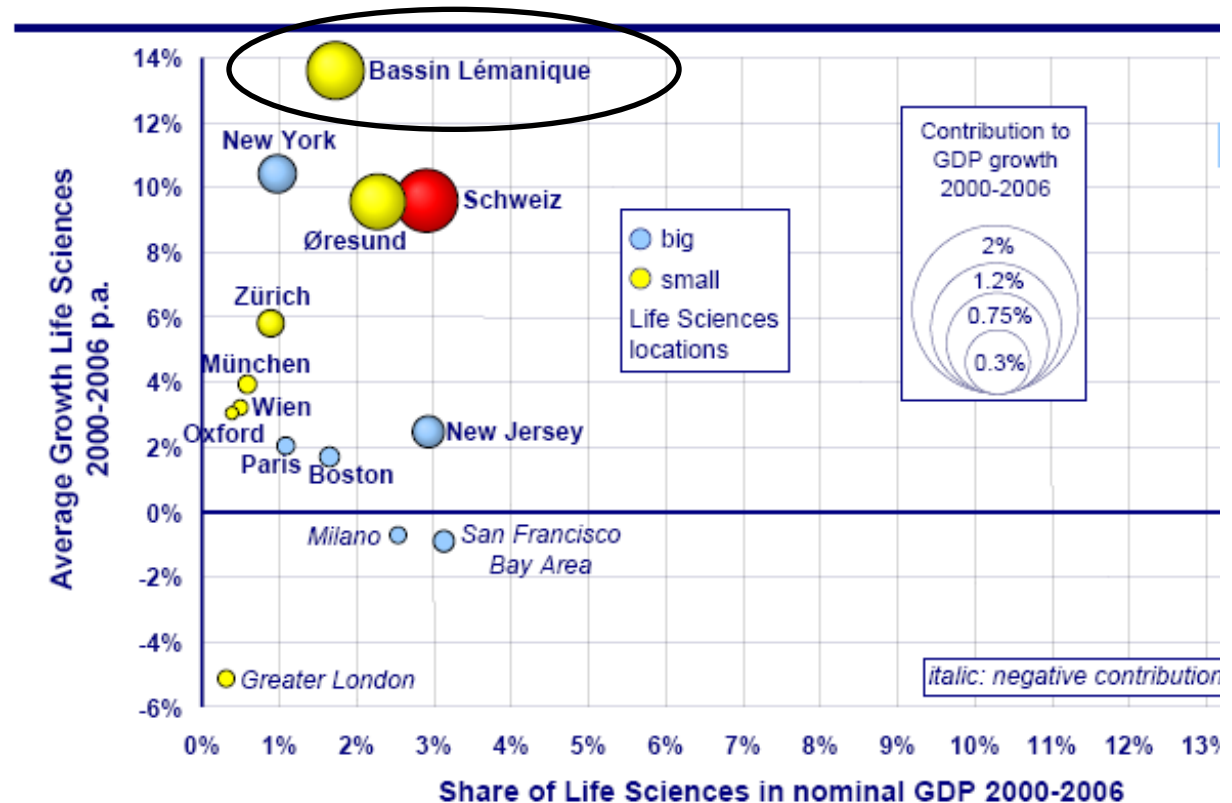 14%
Bassin Lémanique
12%
New York
10%
Schweiz
Øresund
8%
Zürich
6%
München
4%
Wien
Oxford
New Jersey
2%
Paris
Boston
0%
Milano
San Francisco
Bay Area
-2%
-4%
Greater London
-6%
Average Growth Life Sciences
2000-2006 p.a.
big
small
Life Sciences
locations
Contribution to
GDP growth
2000-2006
2%
1.2%
0.75%
0.3%
italic: negative contribution
0% 1% 2% 3% 4% 5% 6% 7% 8% 9% 10% 11% 12% 13%
Share of Life Sciences in nominal GDP 2000-2006